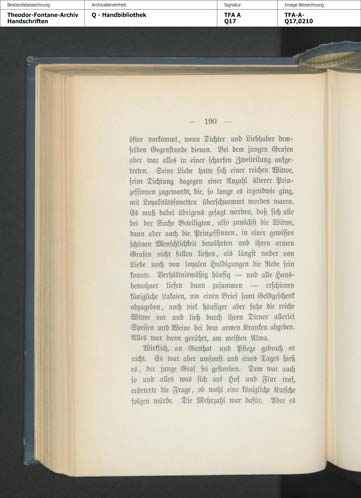 Bestandsbezeichnung
Archivalieneinheit
Signatur
Image Bezeichnung
Theodor-Fontane-Archiv
Handschriften
Q - Handbibliothek
TFA A
Q17
TFA-A-
Q17,0210
— 190 —
öfter vorkommt, wenn Dichter und Liebhaber dem-
selben Gegenstande dienen. Bei dem jungen Grafen
aber war alles in einer scharfen Zweiteilung aufge-
treten. Seine Liebe hatte sich einer reichen Witwe,
seine Dichtung dagegen einer Anzahl älterer Prin-
zessinnen zugewandt, die, so lange es irgendwie ging,
mit Loyalitätssonetten überschwemmt worden waren.
Es muß dabei übrigens gesagt werden, daß sich alle
bei der Sache Beteiligten, also zunächst die Witwe,
dann aber auch die Prinzessinnen, in einer gewissen
schönen Menschlichkeit bewährten und ihren armen
Grafen nicht fallen ließen, als längst weder von
Liebe noch von loyalen Huldigungen die Rede sein
konnte. Verhältnismäßig häufig — und alle Haus-
bewohner liefen dann zusammen — erschienen
königliche Lakaien, um einen Brief samt Geldgeschenk
abzugeben, noch viel häufiger aber fuhr die reiche
Witwe vor und ließ durch ihren Diener allerlei
Speisen und Weine bei dem armen Kranken abgeben.
Alles war dann gerührt, am meisten Alma.
Wirklich, an Gutthat und Pflege gebrach es
nicht. Es war aber umsonst und eines Tages hieß
es, der junge Graf sei gestorben. Dem war auch
so und alles was sich auf Hof und Flur traf,
erörterte die Frage, ob wohl eine königliche Kutsche
folgen würde. Die Mehrzahl war dafür. Aber es